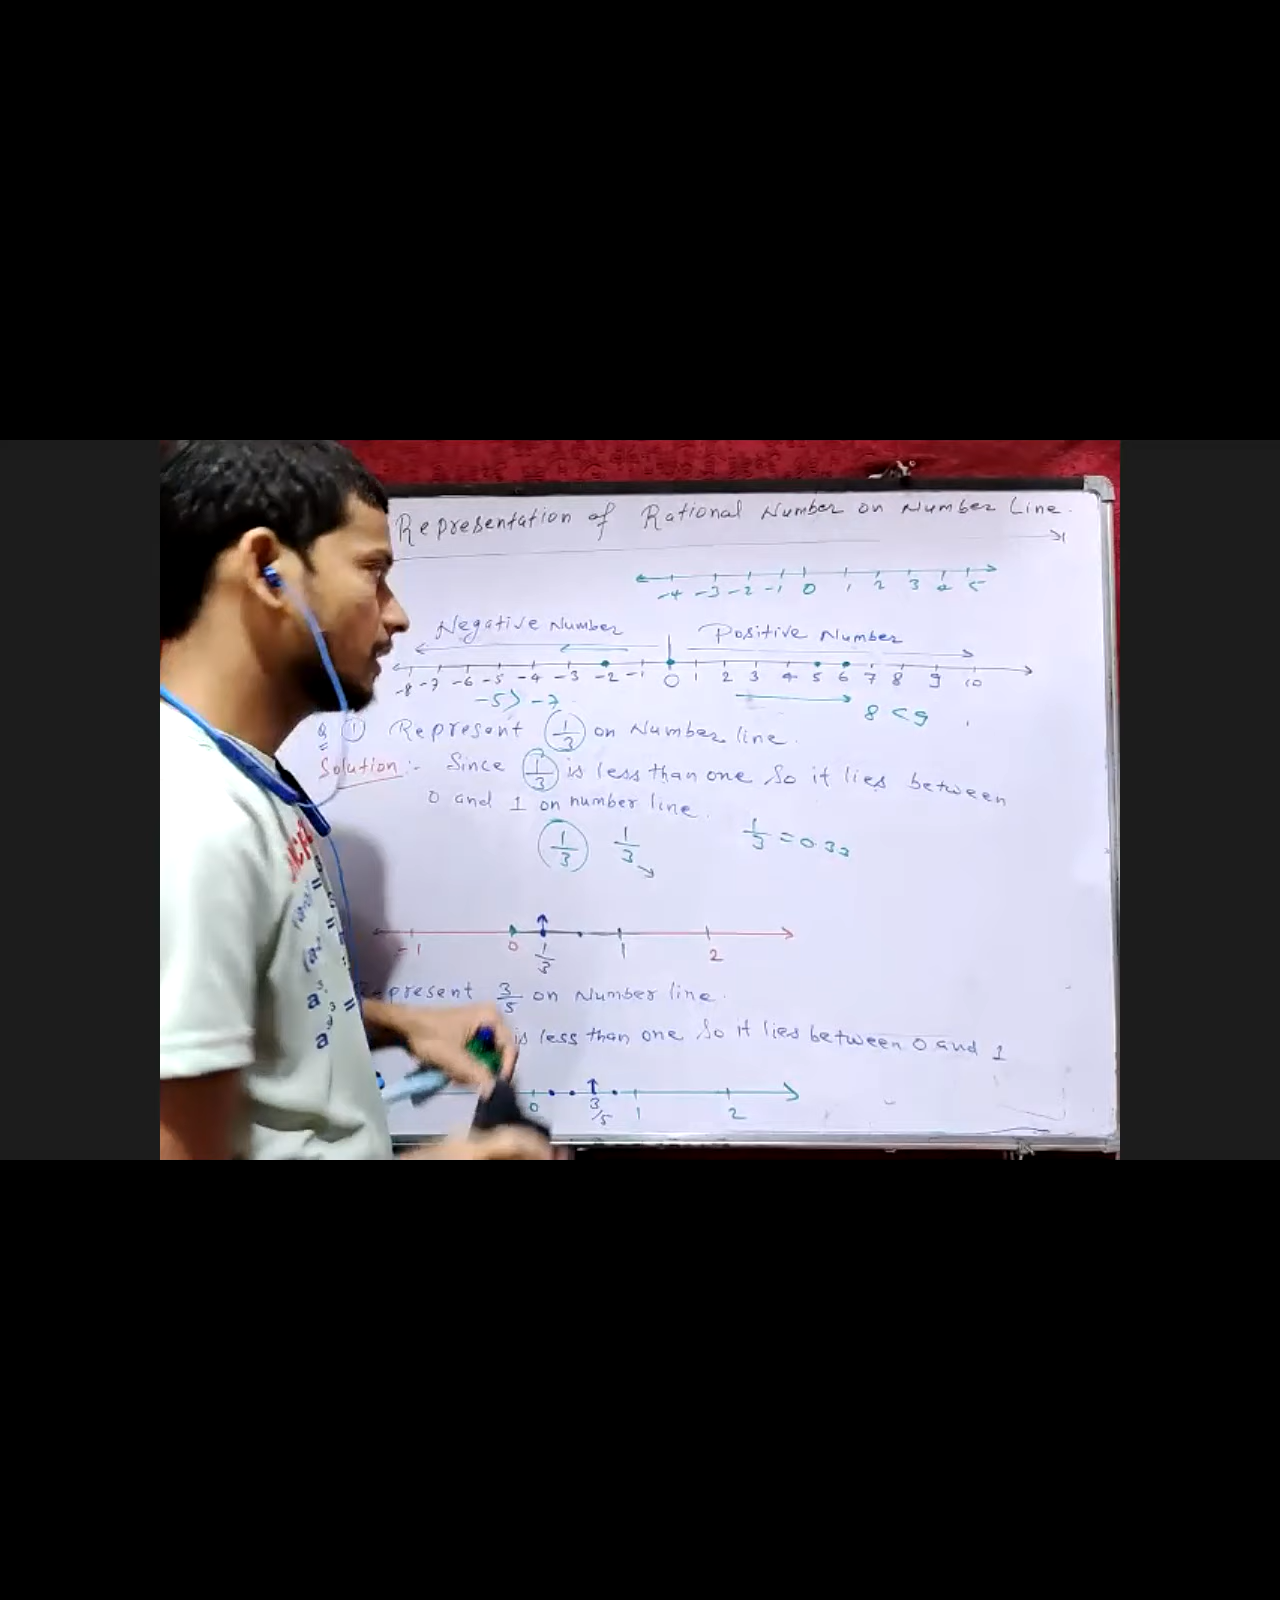 Representation of Rational Number on Number Line.
-4 -3 -2 -1 0 1 2 3 4 5
Negative Number Positive Number
-8 -7 -6 -5 -4 -3 -2 -1 0 1 2 3 4 5 6 7 8 9 10
-5 > -7 8 < 9
Q ① Represent 1/3 on Number line.
Solution :- Since 1/3 is less than one So it lies between
0 and 1 on number line.
1/3 1/3 1/3 = 0.33
-1 0 1/3 1 2
Represent 3/5 on Number line.
is less than one So it lies between 0 and 1
0 3/5 1 2